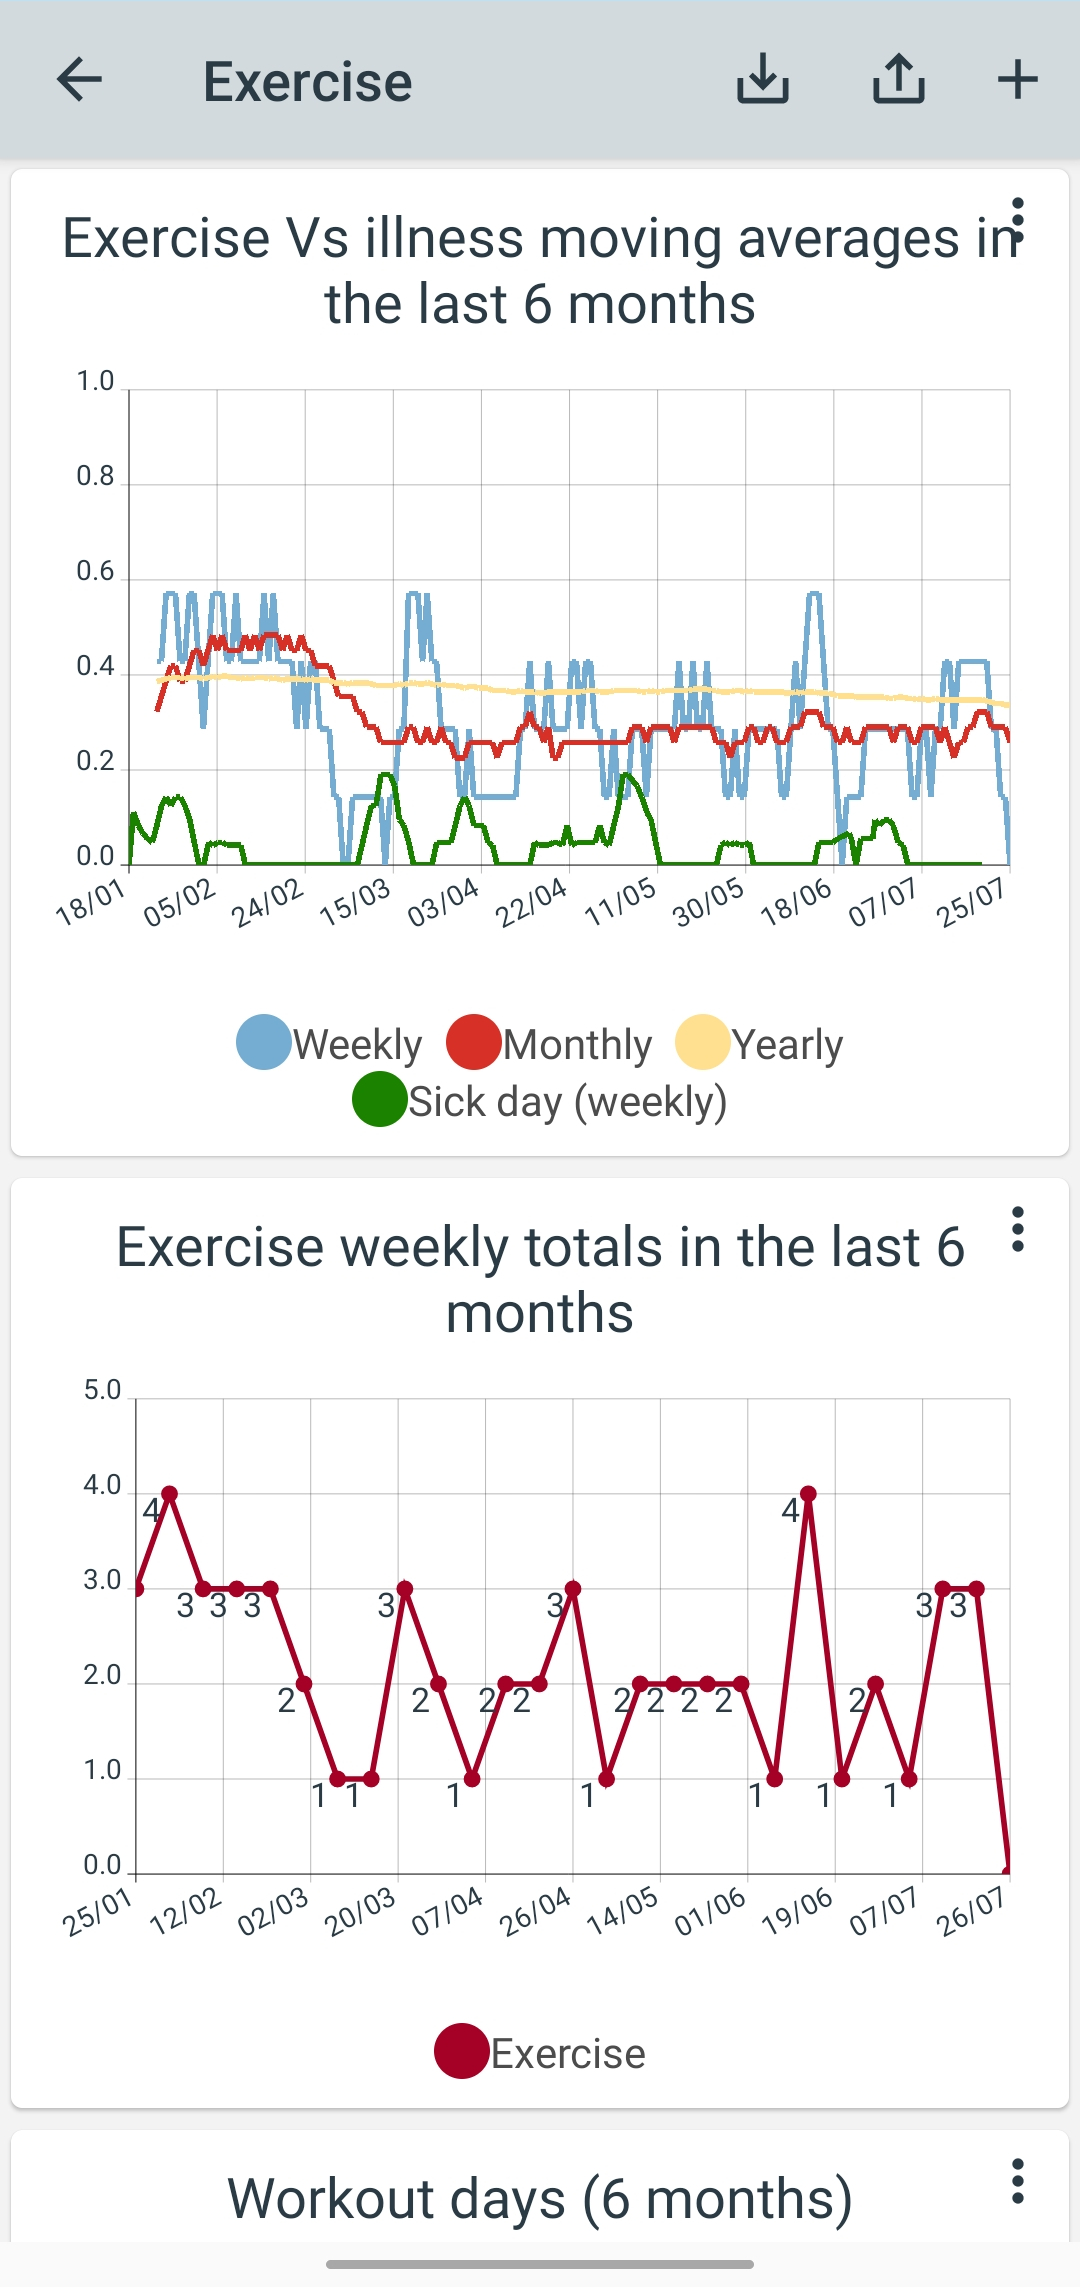 Exercise
Exercise Vs illness moving averages in
the last 6 months
1.0
0.8
0.6
0.4
0.2
0.0
18/01 05/02 24/02 15/03 03/04 22/04 11/05 30/05 18/06 07/07 25/07
Weekly Monthly Yearly
Sick day (weekly)
Exercise weekly totals in the last 6
months
5.0
4.0
4 4
3.0
3 3 3 3 3 3 3
2.0
2 2 2 2 2 2 2 2 2
1.0
1 1 1 1 1 1 1
0.0
25/01 12/02 02/03 20/03 07/04 26/04 14/05 01/06 19/06 07/07 26/07
Exercise
Workout days (6 months)